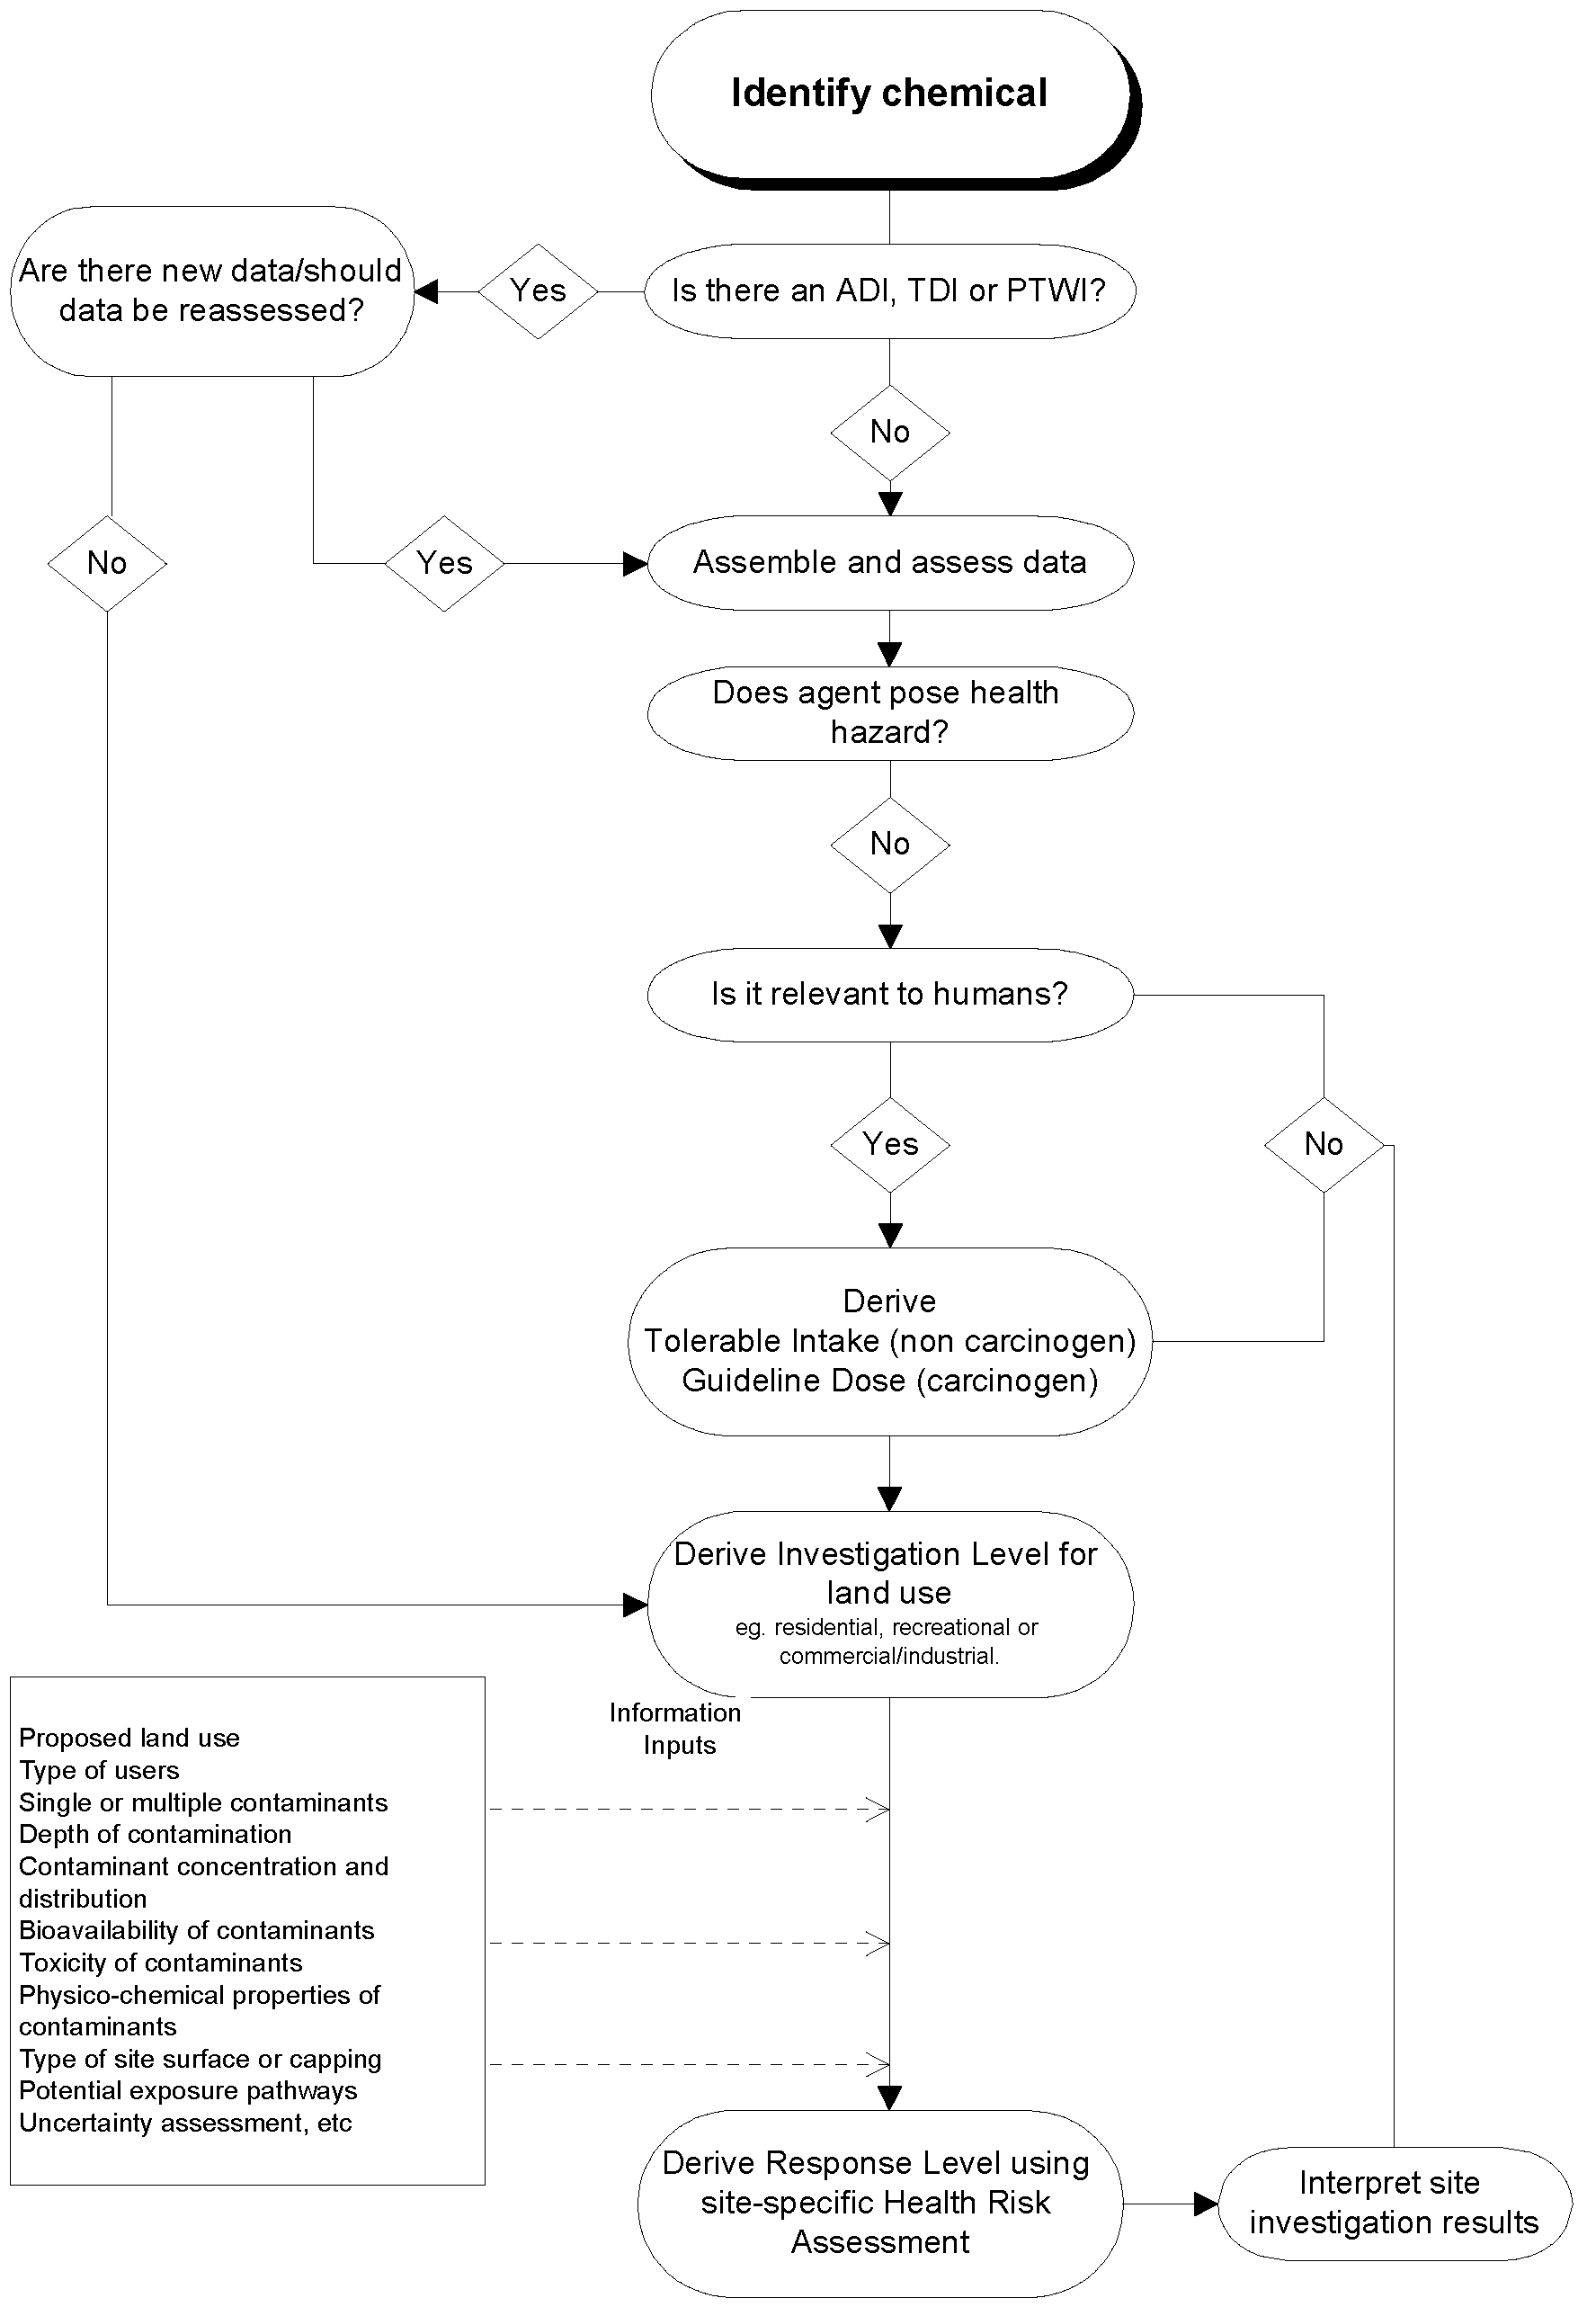 Identify chemical
Are there new data/should
data be reassessed?
Yes
Is there an ADI, TDI or PTWI?
No
No
Yes
Assemble and assess data
Does agent pose health
hazard?
No
Is it relevant to humans?
Yes
No
Derive
Tolerable Intake (non carcinogen)
Guideline Dose (carcinogen)
Derive Investigation Level for
land use
eg. residential, recreational or
commercial/industrial.
Information
Inputs
Proposed land use
Type of users
Single or multiple contaminants
Depth of contamination
Contaminant concentration and
distribution
Bioavailability of contaminants
Toxicity of contaminants
Physico-chemical properties of
contaminants
Type of site surface or capping
Potential exposure pathways
Uncertainty assessment, etc
Derive Response Level using
site-specific Health Risk
Assessment
Interpret site
investigation results